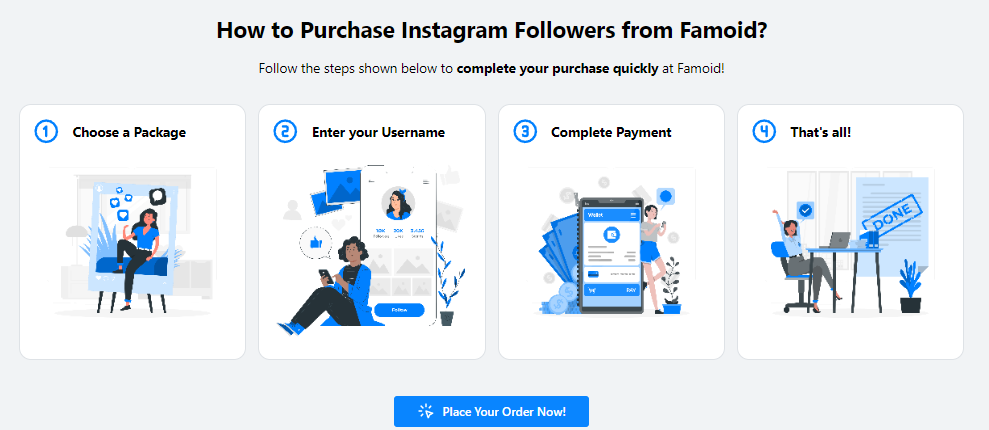 How to Purchase Instagram Followers from Famoid?
Follow the steps shown below to complete your purchase quickly at Famoid!
1 Choose a Package
2 Enter your Username
3 Complete Payment
4 That's all!
10K 20K
Likes
Follow
Wallet
PAY
DONE
Place Your Order Now!